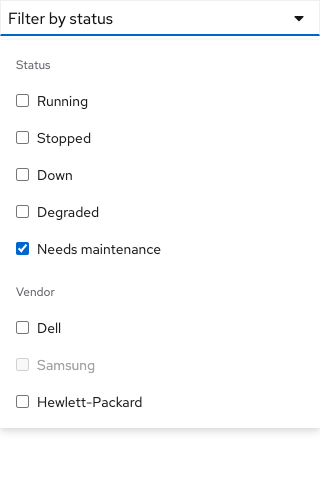 Filter by status
Status
Running
Stopped
Down
Degraded
Needs maintenance
Vendor
Dell
Samsung
Hewlett-Packard